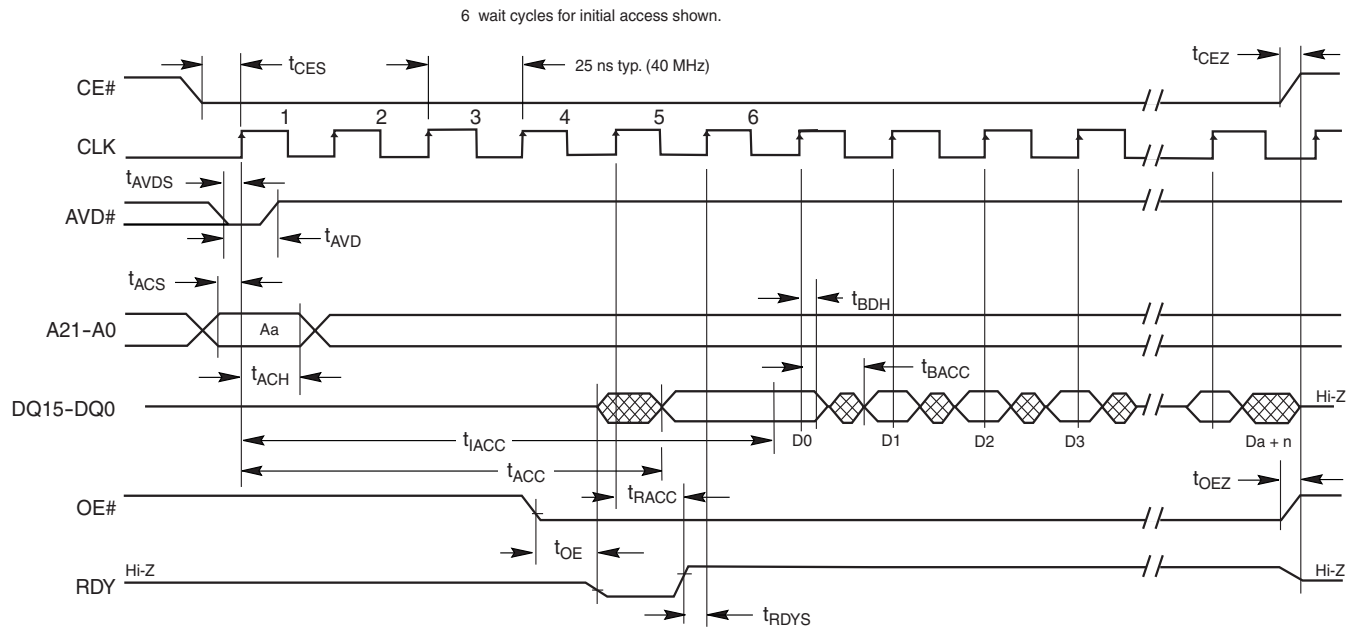 6 wait cycles for initial access shown.
tCES
25 ns typ. (40 MHz)
tCEZ
CE#
1 2 3 4 5 6
CLK
tAVDS
AVD#
tAVD
tACS
tBDH
A21-A0
Aa
tACH
tBACC
DQ15-DQ0
Hi-Z
tIACC
D0 D1 D2 D3 Da + n
tACC
tRACC
tOEZ
OE#
tOE
Hi-Z
Hi-Z
RDY
tRDYS